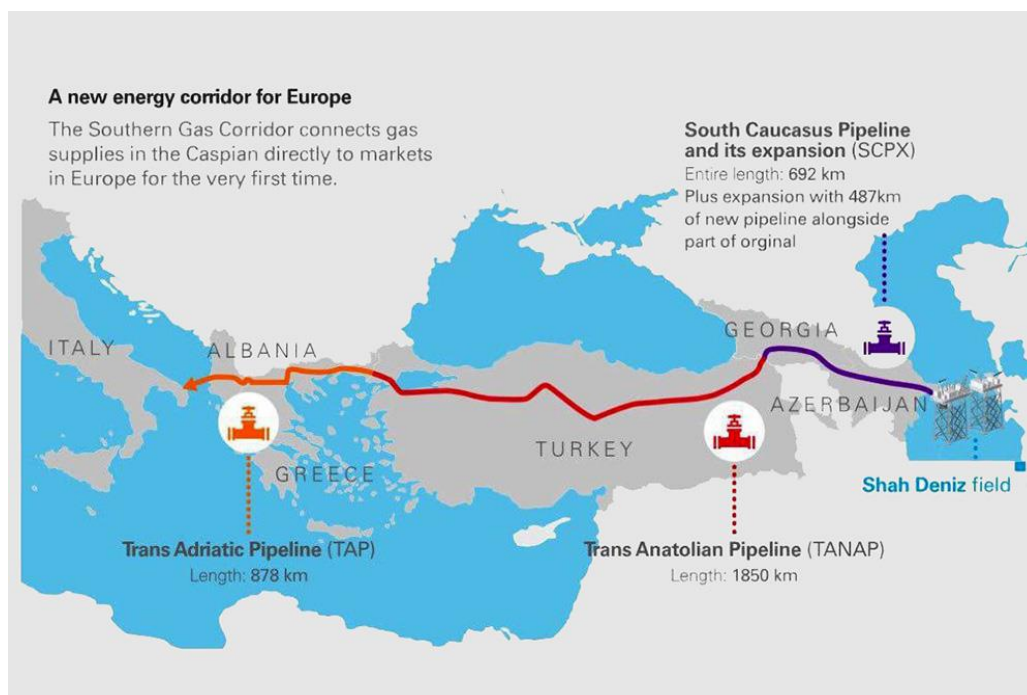 A new energy corridor for Europe
The Southern Gas Corridor connects gas
supplies in the Caspian directly to markets
in Europe for the very first time.
South Caucasus Pipeline
and its expansion (SCPX)
Entire length: 692 km
Plus expansion with 487km
of new pipeline alongside
part of orginal
ITALY
ALBANIA
GEORGIA
AZERBAIJAN
TURKEY
GREECE
Shah Deniz field
Trans Adriatic Pipeline (TAP)
Length: 878 km
Trans Anatolian Pipeline (TANAP)
Length: 1850 km